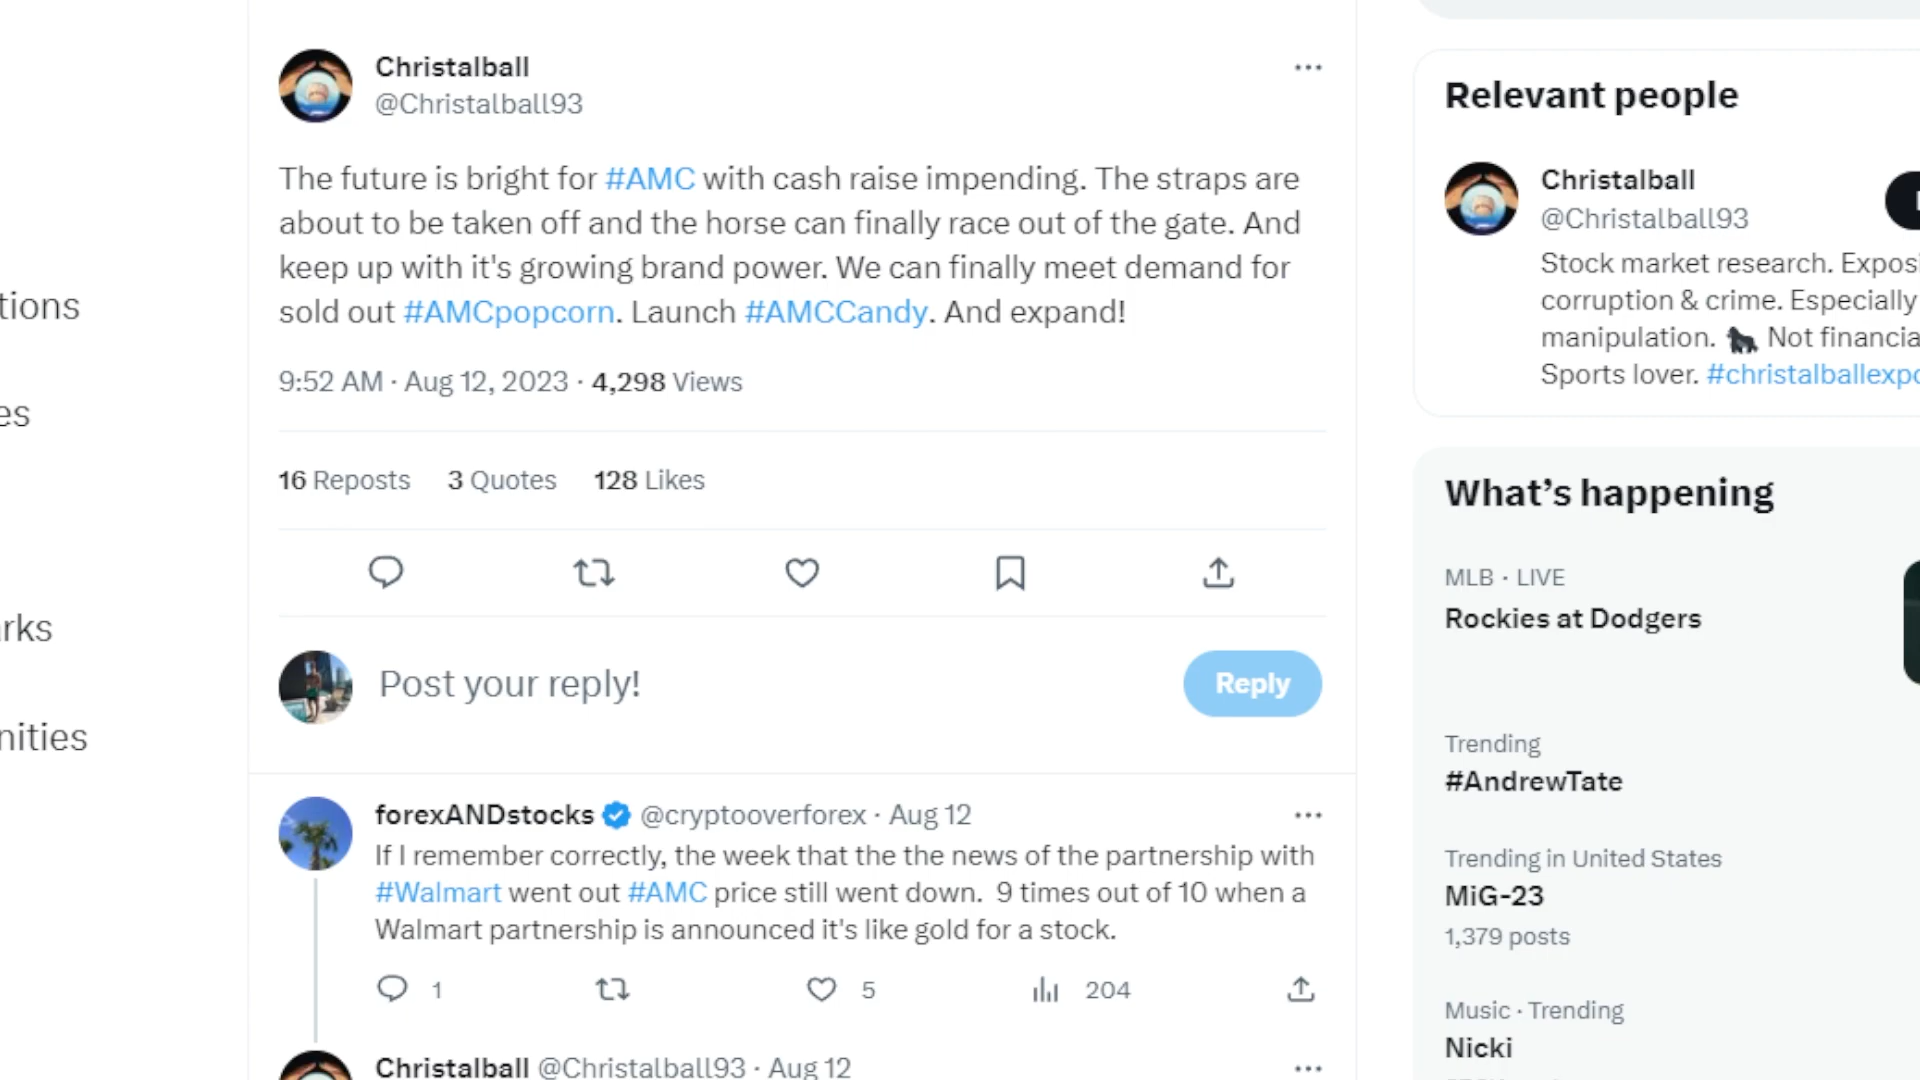 Christalball
@Christalball93
The future is bright for #AMC with cash raise impending. The straps are
about to be taken off and the horse can finally race out of the gate. And
keep up with it's growing brand power. We can finally meet demand for
sold out #AMCpopcorn. Launch #AMCCandy. And expand!
9:52 AM · Aug 12, 2023 · 4,298 Views
16 Reposts 3 Quotes 128 Likes
Post your reply!
Reply
forexANDstocks @cryptooverforex · Aug 12
If I remember correctly, the week that the the news of the partnership with
#Walmart went out #AMC price still went down. 9 times out of 10 when a
Walmart partnership is announced it's like gold for a stock.
1 5 204
Christalball @Christalball93 · Aug 12
tions
es
rks
nities
Relevant people
Christalball
@Christalball93
Stock market research. Exposi
corruption & crime. Especially
manipulation. 🦍 Not financia
Sports lover. #christalballexpo
What's happening
MLB · LIVE
Rockies at Dodgers
Trending
#AndrewTate
Trending in United States
MiG-23
1,379 posts
Music · Trending
Nicki